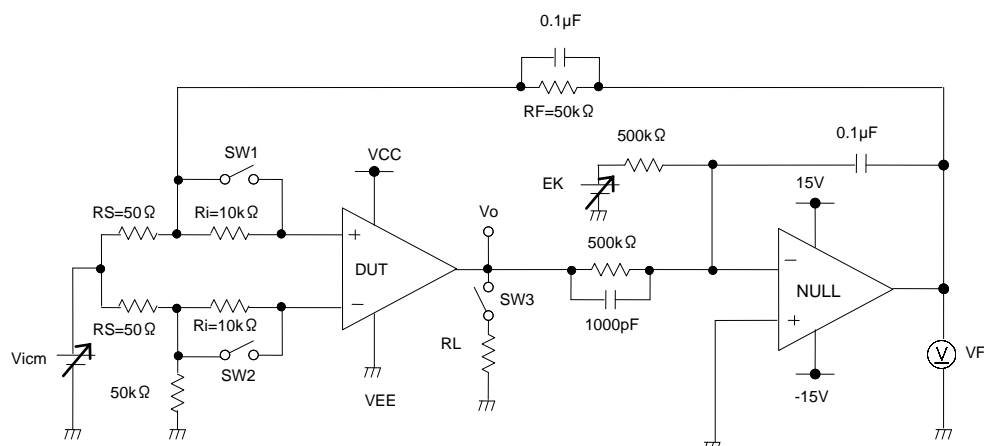 0.1µF
RF=50kΩ
500kΩ
0.1µF
SW1
VCC
EK
15V
RS=50Ω
Ri=10kΩ
Vo
500kΩ
+
DUT
−
−
NULL
+
RS=50Ω
Ri=10kΩ
SW3
1000pF
Vicm
SW2
RL
V
VF
50kΩ
VEE
-15V